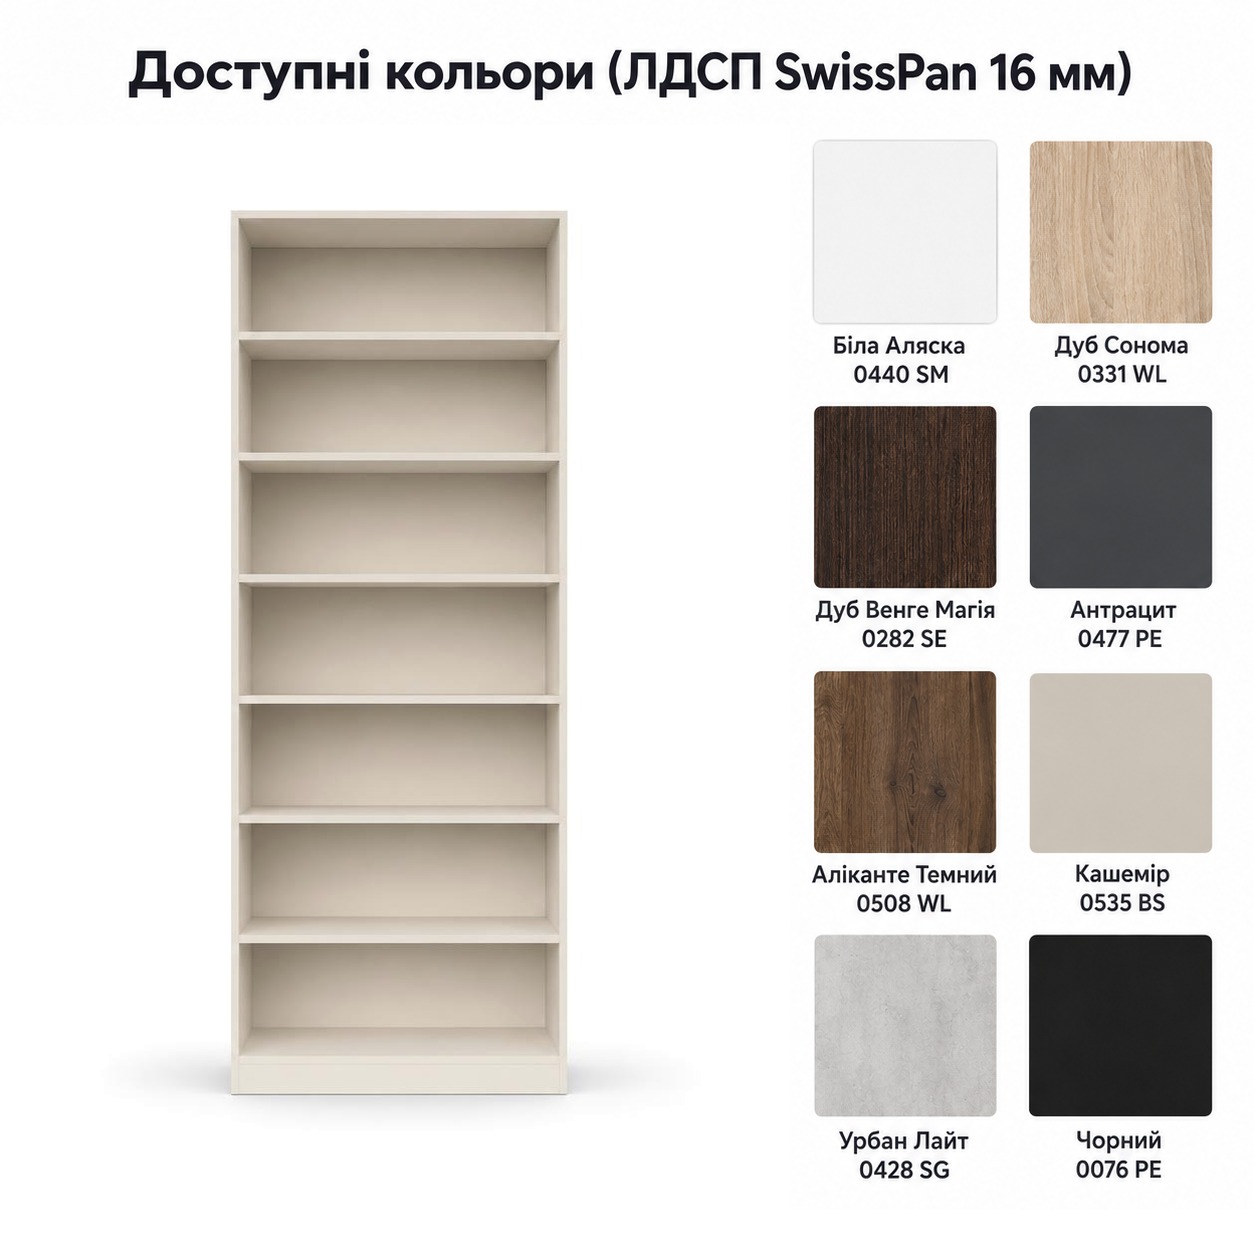 Доступні кольори (ЛДСП SwissPan 16 мм)
Біла Аляска
0440 SM
Дуб Сонома
0331 WL
Дуб Венге Магія
0282 SE
Антрацит
0477 PE
Аліканте Темний
0508 WL
Кашемір
0535 BS
Урбан Лайт
0428 SG
Чорний
0076 PE